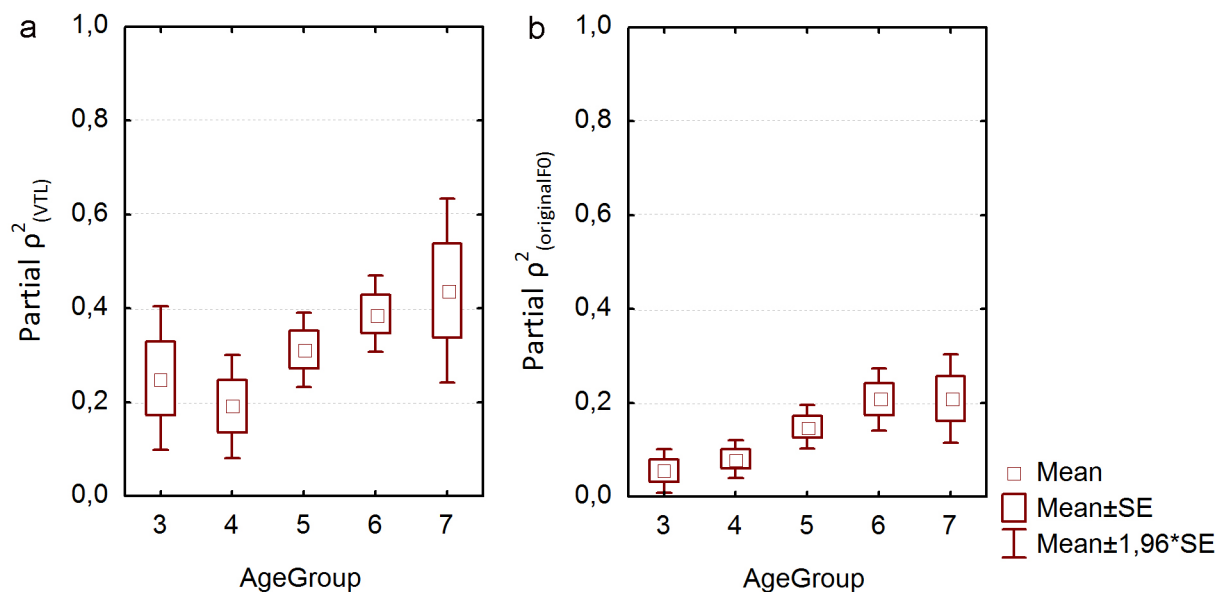 a
1,0
0,8
0,6
0,4
0,2
0,0
Partial ρ²(VTL)
3 4 5 6 7
AgeGroup
b
1,0
0,8
0,6
0,4
0,2
0,0
Partial ρ²(originalF0)
3 4 5 6 7
AgeGroup
Mean
Mean±SE
Mean±1,96*SE